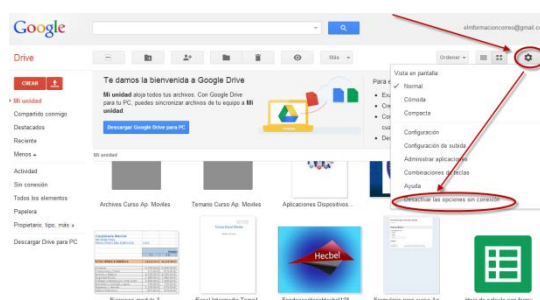 Google
alnformacioncorreo@gmail.co
Drive
Más
Ordenar
CREAR
Mi unidad
Compartido conmigo
Destacados
Reciente
Menos
Actividad
Sin conexión
Todos los elementos
Papelera
Propietario, tipo, más »
Descargar Drive para PC
Te damos la bienvenida a Google Drive
Mi unidad aloja todos tus archivos. Con Google Drive
para tu PC, puedes sincronizar archivos de tu equipo a Mi
unidad.
Descargar Google Drive para PC
Para e
Mi unidad
Vista en pantalla:
Normal
Cómoda
Compacta
Configuración
Configuración de subida
Administrar aplicaciones
Combinaciones de teclas
Ayuda
Desactivar las opciones sin conexión
Archivos Curso Ap. Moviles
Temario Curso Ap. Moviles
Aplicaciones Dispositivos...
Hecbel